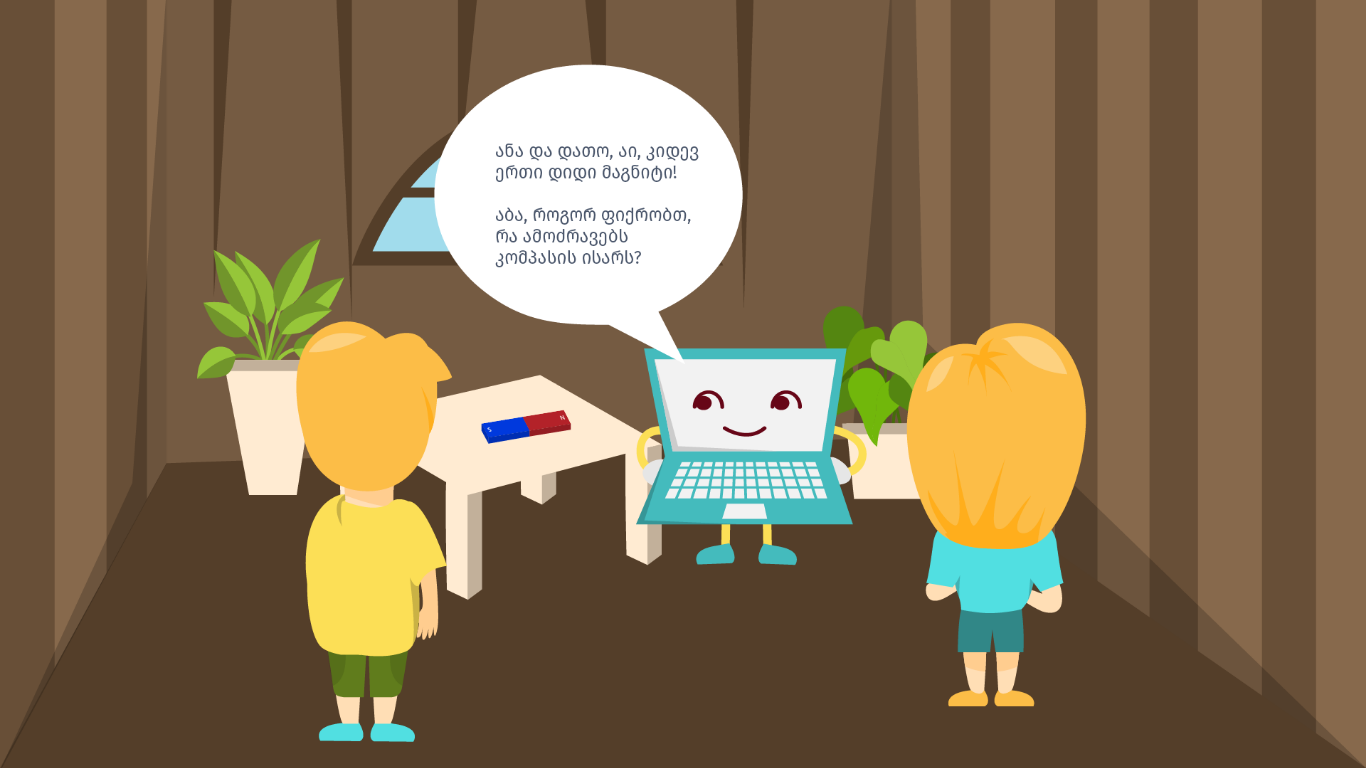 ანა და დათო, აი, კიდევ
ერთი დიდი მაგნიტი!
აბა, როგორ ფიქრობთ,
რა ამოძრავებს
კომპასის ისარს?
S
N